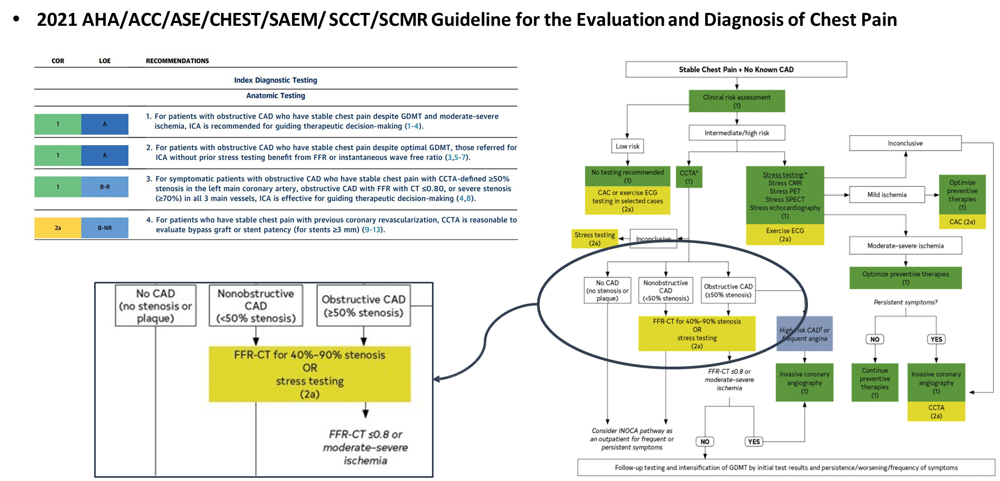 • 2021 AHA/ACC/ASE/CHEST/SAEM/ SCCT/SCMR Guideline for the Evaluation and Diagnosis of Chest Pain
COR LOE RECOMMENDATIONS
Index Diagnostic Testing
Anatomic Testing
1 A 1. For patients with obstructive CAD who have stable chest pain despite GDMT and moderate-severe
ischemia, ICA is recommended for guiding therapeutic decision-making (1-4).
1 A 2. For patients with obstructive CAD who have stable chest pain despite optimal GDMT, those referred for
ICA without prior stress testing benefit from FFR or instantaneous wave free ratio (3,5-7).
1 B-R 3. For symptomatic patients with obstructive CAD who have stable chest pain with CCTA-defined ≥50%
stenosis in the left main coronary artery, obstructive CAD with FFR with CT ≤0.80, or severe stenosis
(≥70%) in all 3 main vessels, ICA is effective for guiding therapeutic decision-making (4,8).
2a B-NR 4. For patients who have stable chest pain with previous coronary revascularization, CCTA is reasonable to
evaluate bypass graft or stent patency (for stents ≥3 mm) (9-13).
No CAD
(no stenosis or
plaque)
Nonobstructive
CAD
(<50% stenosis)
Obstructive CAD
(≥50% stenosis)
FFR-CT for 40%–90% stenosis
OR
stress testing
(2a)
FFR-CT ≤0.8 or
moderate–severe
ischemia
Stable Chest Pain + No Known CAD
Clinical risk assessment
(1)
Intermediate/high risk
Low risk
No testing recommended
(1)
CAC or exercise ECG
testing in selected cases
(2a)
CCTA*
(1)
Stress testing:*
Stress CMR
Stress PET
Stress SPECT
Stress echocardiography
(1)
Exercise ECG
(2a)
Inconclusive
Mild ischemia
Optimize
preventive
therapies
(1)
CAC (2a)
Stress testing
(2a)
Inconclusive
Moderate–severe ischemia
Optimize preventive therapies
(1)
No CAD
(no stenosis or
plaque)
Nonobstructive
CAD
(<50% stenosis)
Obstructive CAD
(≥50% stenosis)
FFR-CT for 40%–90% stenosis
OR
stress testing
(2a)
High risk CAD† or
frequent angina
Persistent symptoms?
NO
YES
FFR-CT ≤0.8 or
moderate–severe
ischemia
Invasive coronary
angiography
(1)
Continue
preventive
therapies
(1)
Invasive coronary
angiography
(1)
CCTA
(2a)
Consider INOCA pathway as
an outpatient for frequent or
persistent symptoms
NO
YES
Follow-up testing and intensification of GDMT by initial test results and persistence/worsening/frequency of symptoms